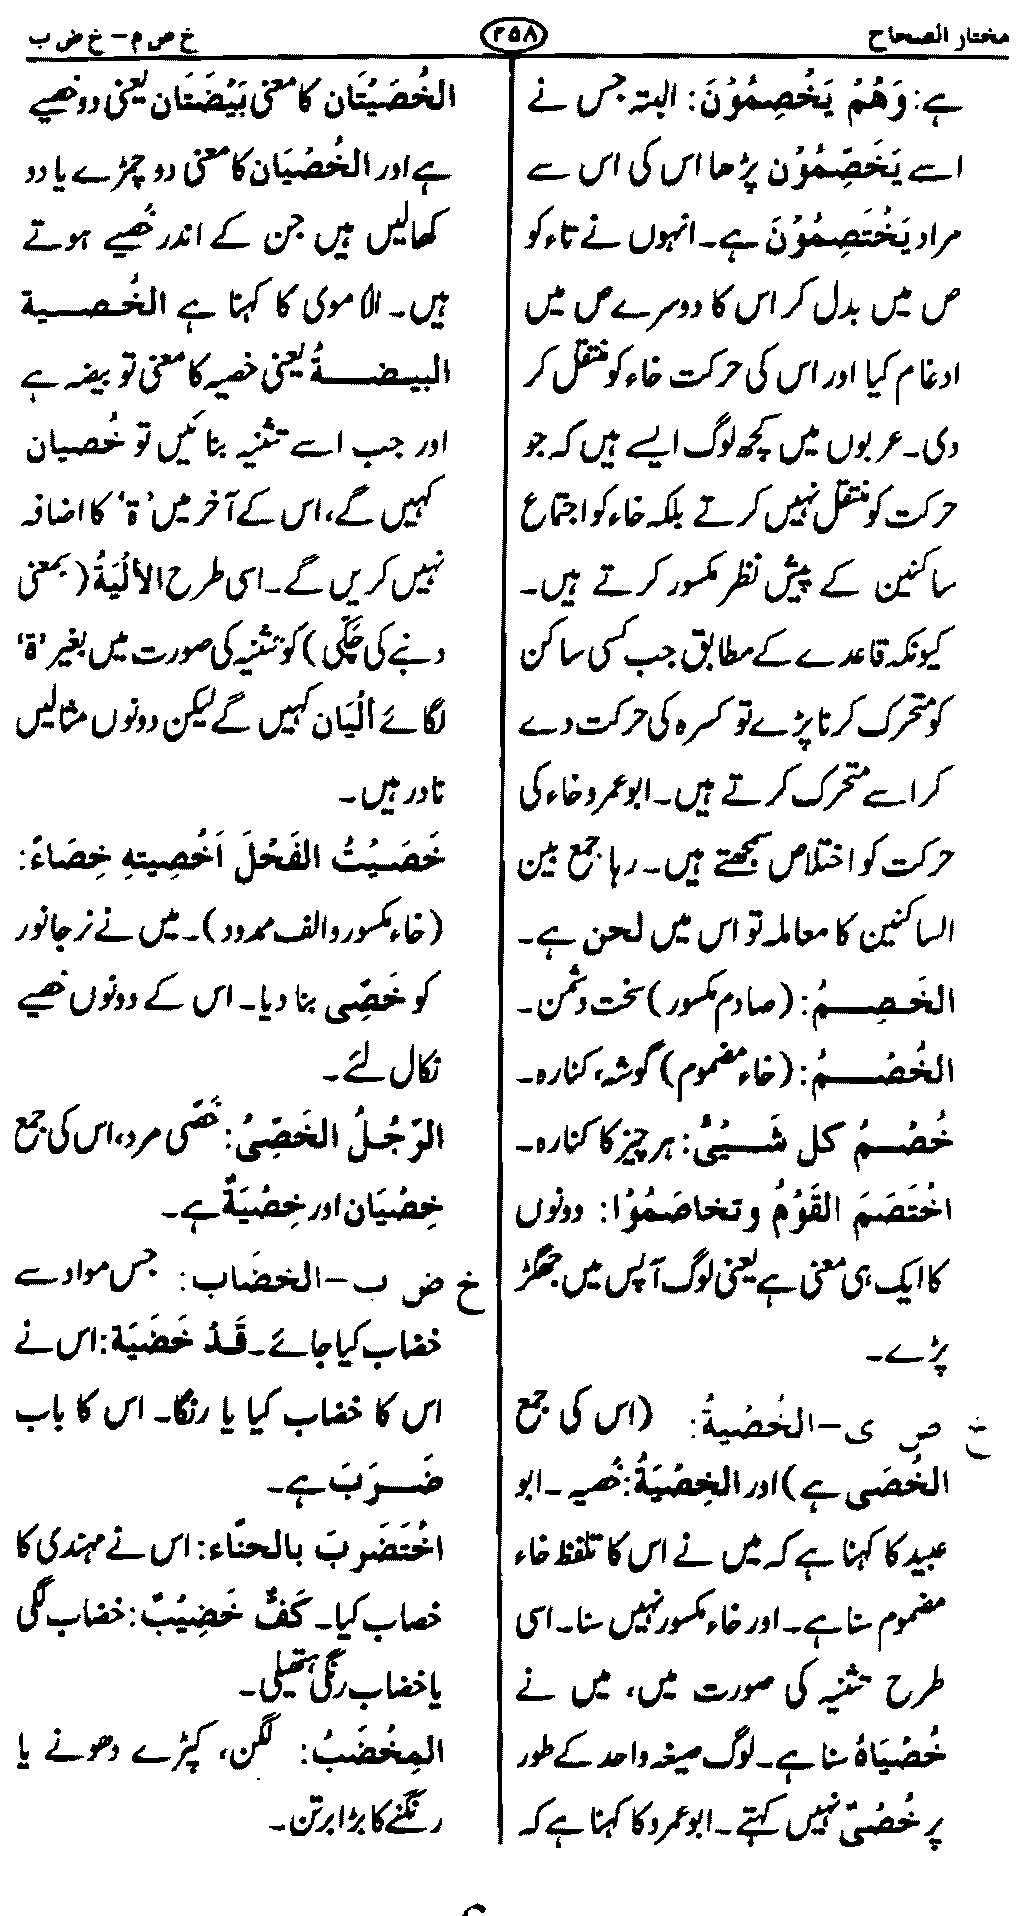 مختار الصحاح
۲۵۸
خ ص م – خ ض ب
ہے: وَهُمْ يَخْصِمُوْنَ: البتہ جس نے
اسے يَخَصِّمُوْن پڑھا اس کی اس سے
مراد يَخْتَصِمُوْنَ ہے۔ انہوں نے تاء کو
ص میں بدل کر اس کا دوسرے ص میں
ادغام کیا اور اس کی حرکت خاء کو منتقل کر
دی۔ عربوں میں کچھ لوگ ایسے ہیں کہ جو
حرکت کو منتقل نہیں کرتے بلکہ خاء کو اجتماع
ساکنین کے پیش نظر مکسور کرتے ہیں۔
کیونکہ قاعدے کے مطابق جب کسی ساکن
کو متحرک کرنا پڑے تو کسرہ کی حرکت دے
کر اسے متحرک کرتے ہیں۔ ابوعمرو خاء کی
حرکت کو اختلاص سمجھتے ہیں۔ رہا جمع بین
الساکنین کا معاملہ تو اس میں لحن ہے۔
الخَصِمُ: (صادم مکسور) سخت دشمن۔
الخُصْمُ: (خاء مضموم) گوشہ، کنارہ۔
خُصْمُ كل شَيْئٍ: ہر چیز کا کنارہ۔
اخْتَصَمَ القَوْمُ وتخاصَمُوْا: دونوں
کا ایک ہی معنی ہے یعنی لوگ آپس میں جھگڑ
پڑے۔
خ ص ی – الخُصْيةُ: (اس کی جمع
الخُصَى ہے) اور الخِصْيَةُ: خُصیہ۔ ابو
عبید کا کہنا ہے کہ میں نے اس کا تلفظ خاء
مضموم سنا ہے۔ اور خاء مکسور نہیں سنا۔ اسی
طرح تثنیہ کی صورت میں، میں نے
خُصْيَاهُ سنا ہے۔ لوگ صیغہ واحد کے طور
پر خُصْيٌ نہیں کہتے۔ ابوعمرو کا کہنا ہے کہ
الخُصْيَتَان کا معنی بَيْضَتَان یعنی دو خصیے
ہے اور الخُصْيَان کا معنی دو چمڑے یا دو
کھالیں ہیں جن کے اندر خُصیے ہوتے
ہیں۔ الاموی کا کہنا ہے الخُصية
البيضةُ یعنی خصیہ کا معنی تو بیضہ ہے
اور جب اسے تثنیہ بنائیں تو خُصيان
کہیں گے، اس کے آخر میں 'ة' کا اضافہ
نہیں کریں گے۔ اسی طرح الأَلْيَةُ (بمعنی
دنبے کی چکّی) کو تثنیہ کی صورت میں بغیر 'ة'
لگائے اَلْيَان کہیں گے لیکن دونوں مثالیں
نادر ہیں۔
خَصَيْتُ الفَحْلَ اَخْصِيته خِصَاءً:
(خاء مکسور و الف ممدود)۔ میں نے نر جانور
کو خَصِّی بنا دیا۔ اس کے دونوں خصیے
نکال لئے۔
الرّجُلُ الخَصِّيُ: خَصّی مرد، اس کی جمع
خِصْيَان اور خِصْيَةٌ ہے۔
خ ض ب – الخضَاب: جس مواد سے
خضاب کیا جائے۔ قَدْ خَضَبَة: اس نے
اس کا خضاب کیا یا رنگا۔ اس کا باب
ضَرَبَ ہے۔
اخْتَضَربَ بالحنّاء: اس نے مہندی کا
خصاب کیا۔ كَفٌ خَضِيْبٌ: خضاب لگی
یا خضاب رنگی ہتھیلی۔
المِخْضَبُ: لگن، کپڑے دھونے یا
رنگنے کا بڑا برتن۔